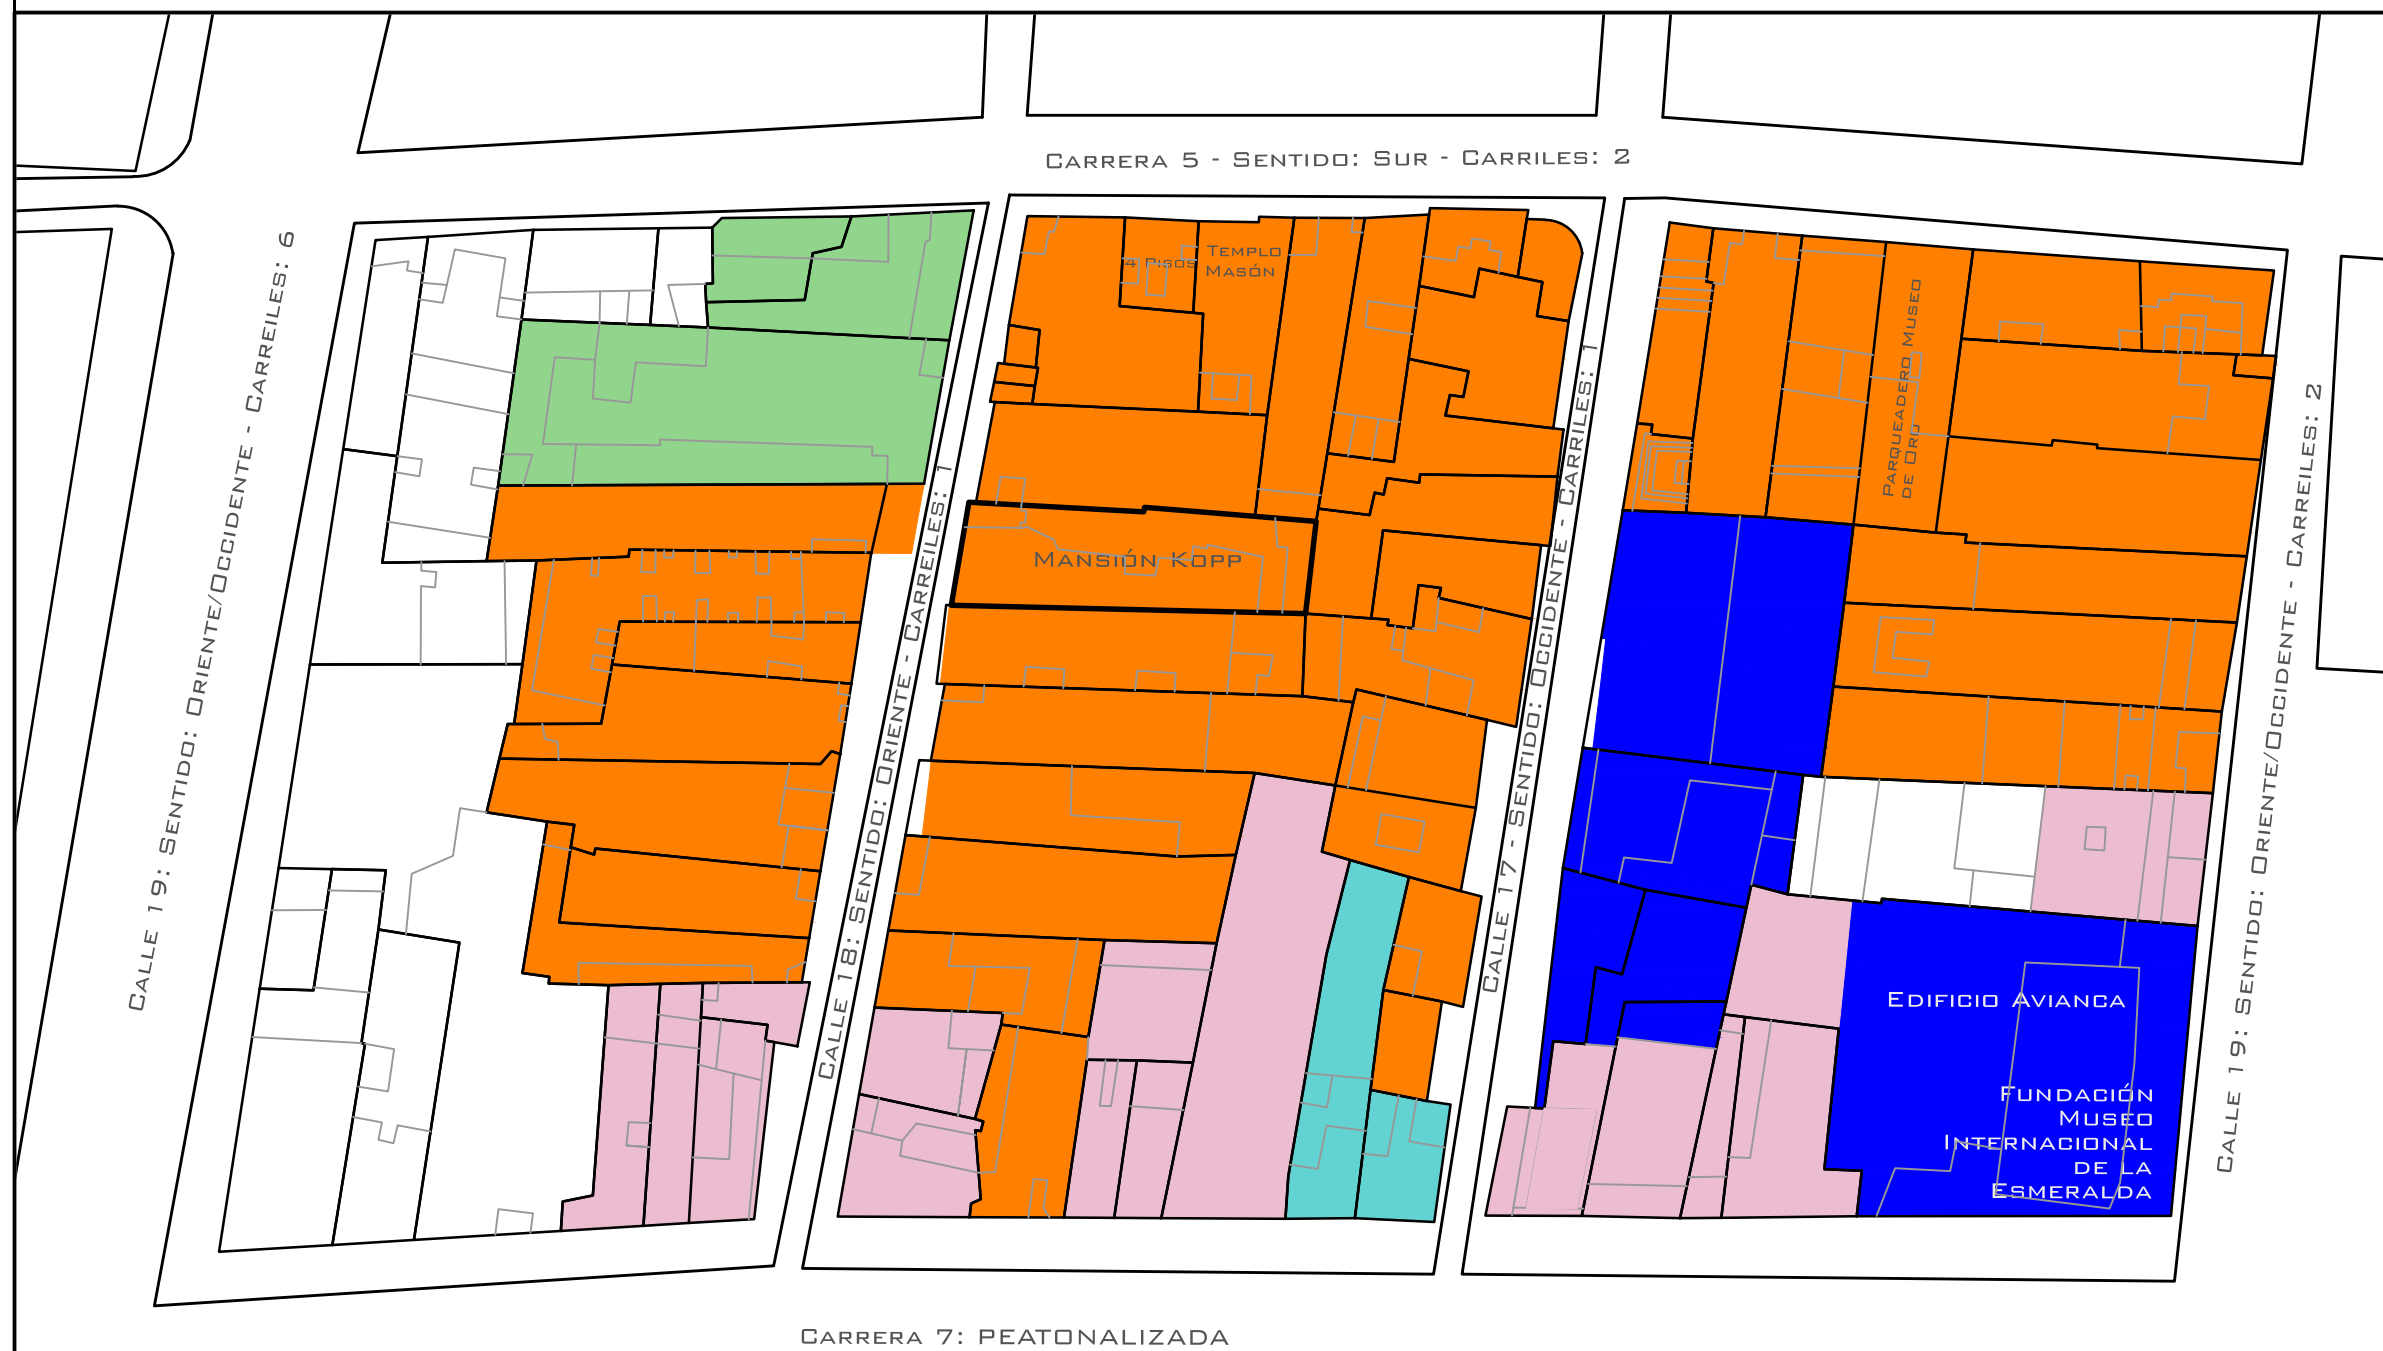 Carrera 5 - Sentido: Sur - Carriles: 2
Calle 19: Sentido: Oriente/Occidente - Carreiles: 6
4 Pisos
Templo
Masón
Parqueadero Museo
de Oro
Calle 18: Sentido: Oriente - Carreiles: 1
Mansión Kopp
Calle 17 - Sentido: Occidente - Carriles: 1
Calle 19: Sentido: Oriente/Occidente - Carreiles: 2
Edificio Avianca
Fundación
Museo
Internacional
de la
Esmeralda
Carrera 7: PEATONALIZADA